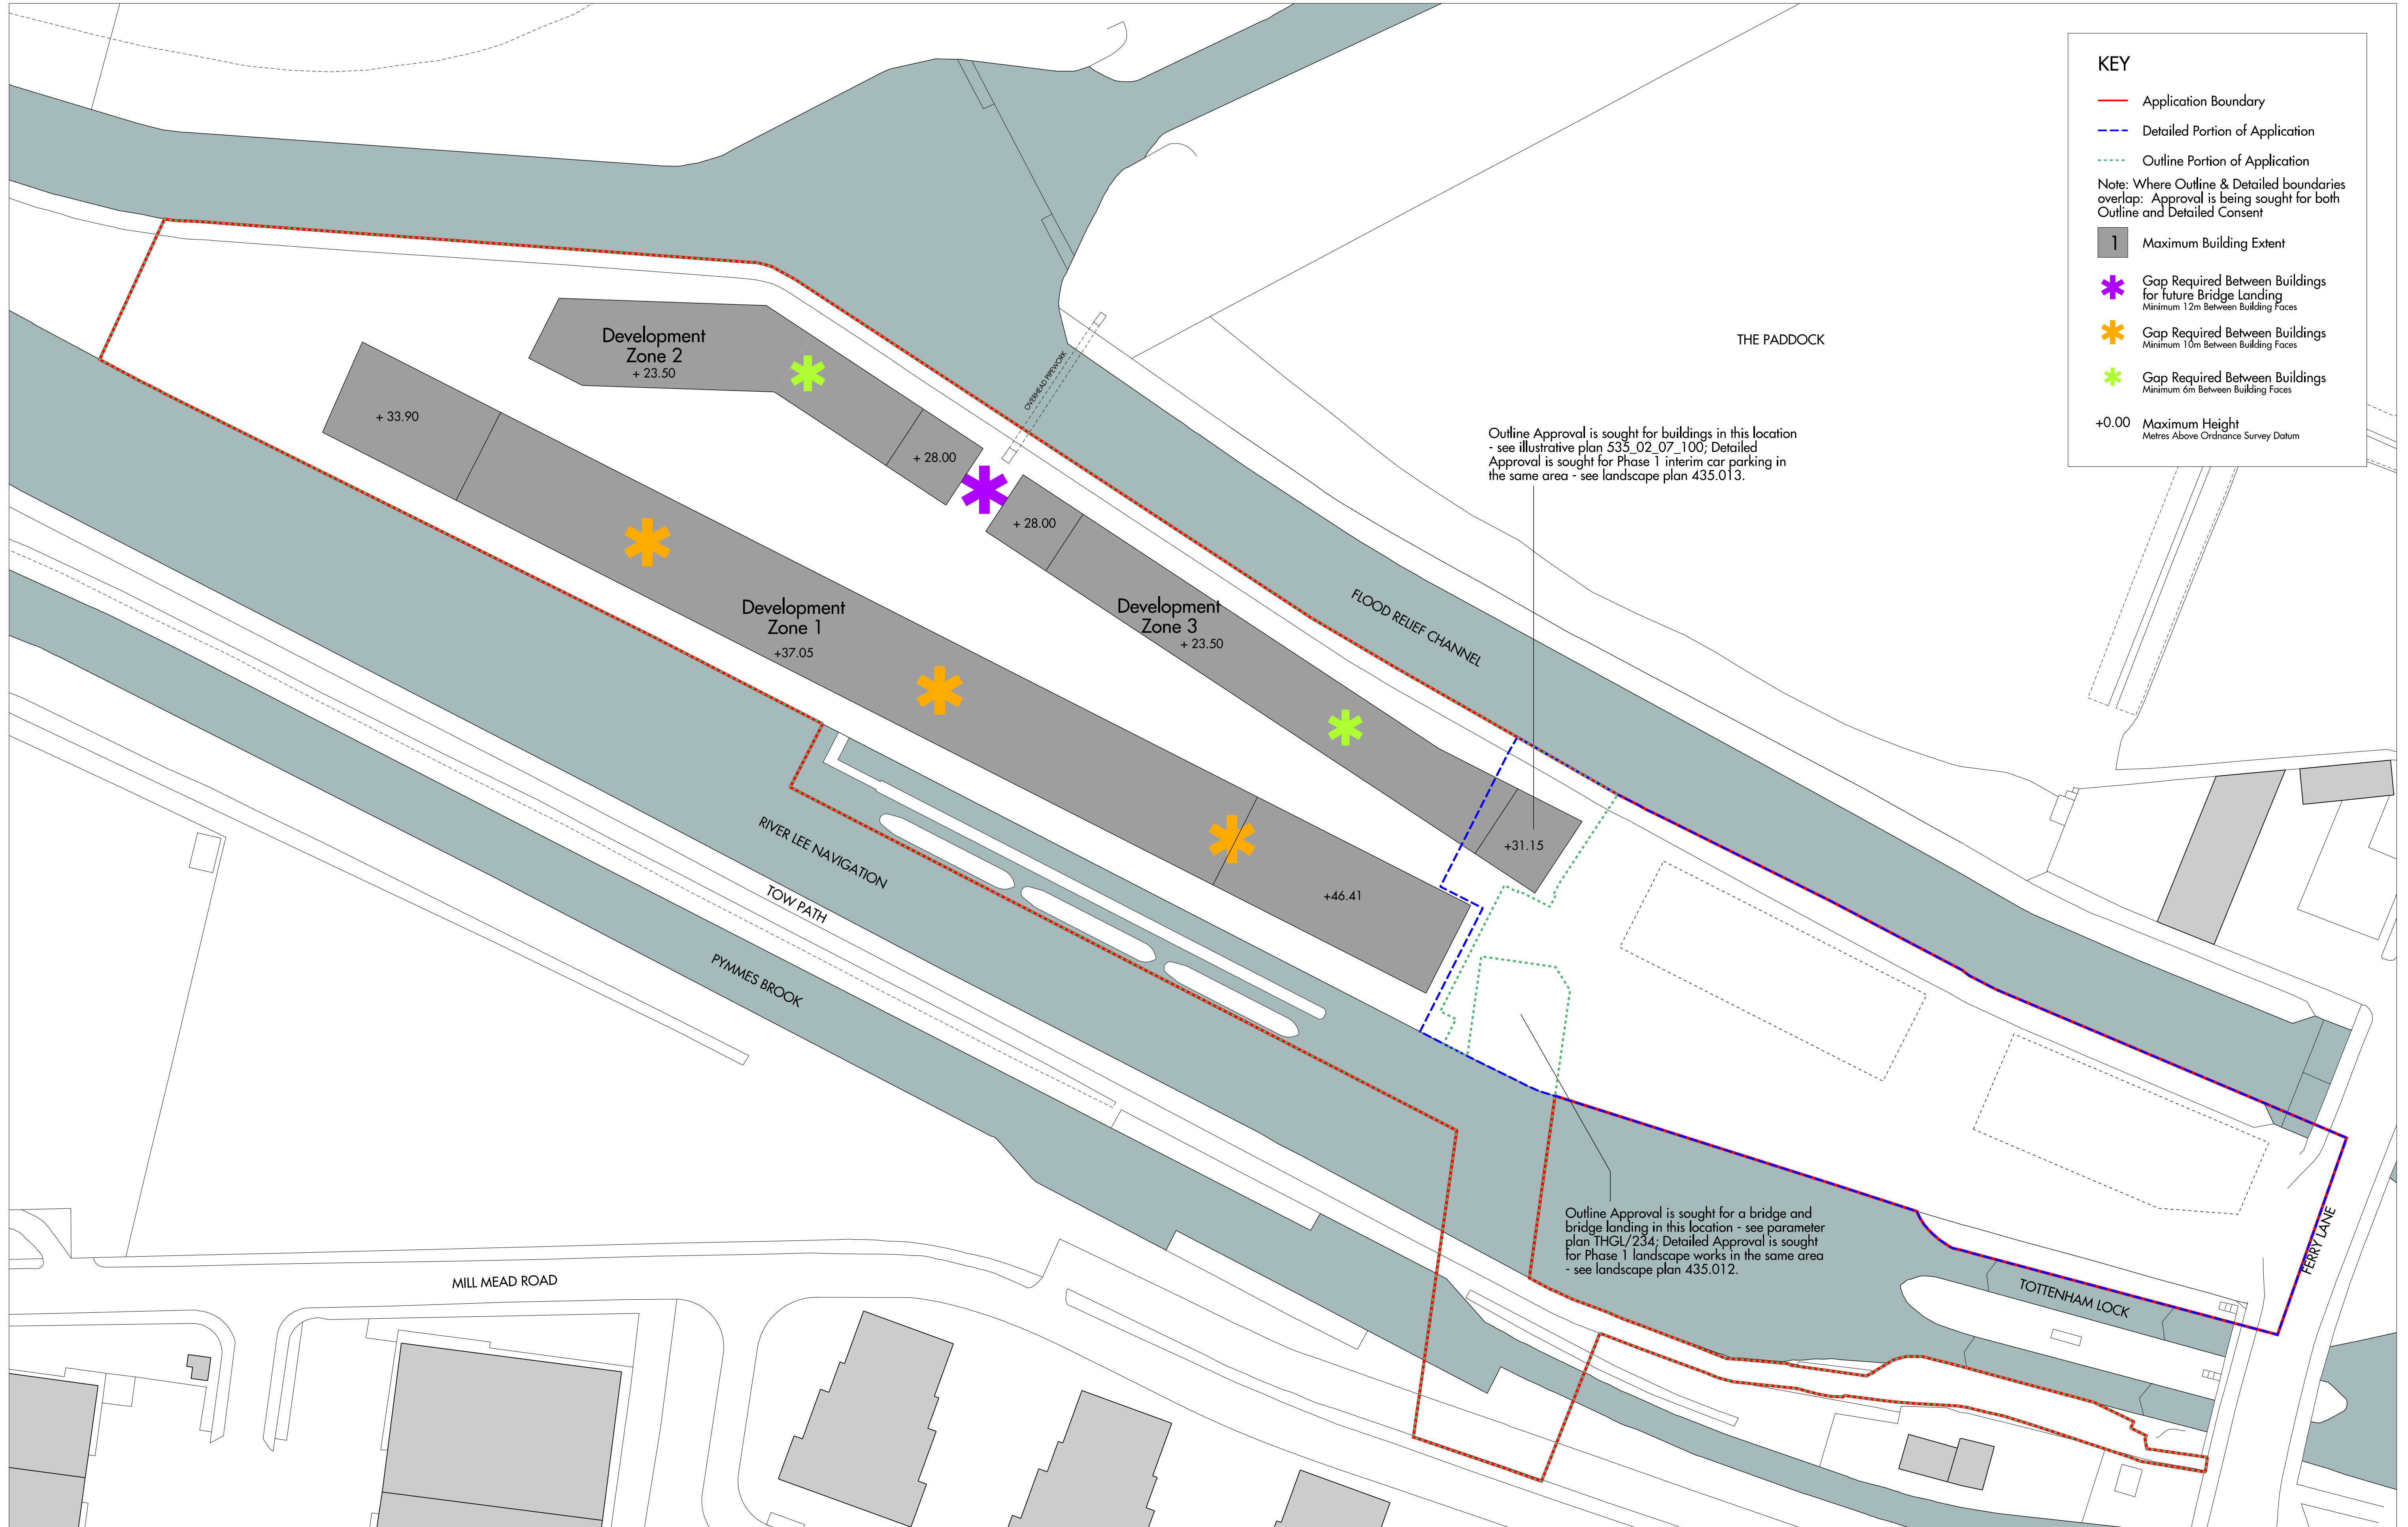 KEY
Application Boundary
Detailed Portion of Application
Outline Portion of Application
Note: Where Outline & Detailed boundaries
overlap: Approval is being sought for both
Outline and Detailed Consent
1
Maximum Building Extent
Gap Required Between Buildings
for future Bridge Landing
Minimum 12m Between Building Faces
Gap Required Between Buildings
Minimum 10m Between Building Faces
Gap Required Between Buildings
Minimum 6m Between Building Faces
+0.00 Maximum Height
Metres Above Ordnance Survey Datum
Development
Zone 2
+ 23.50
+ 33.90
+ 28.00
OVERHEAD PIPEWORK
THE PADDOCK
Outline Approval is sought for buildings in this location
- see illustrative plan 535_02_07_100; Detailed
Approval is sought for Phase 1 interim car parking in
the same area - see landscape plan 435.013.
+ 28.00
Development
Zone 1
+37.05
Development
Zone 3
+ 23.50
FLOOD RELIEF CHANNEL
+31.15
+46.41
RIVER LEE NAVIGATION
TOW PATH
PYMMES BROOK
Outline Approval is sought for a bridge and
bridge landing in this location - see parameter
plan THGL/234; Detailed Approval is sought
for Phase 1 landscape works in the same area
- see landscape plan 435.012.
MILL MEAD ROAD
TOTTENHAM LOCK
FERRY LANE